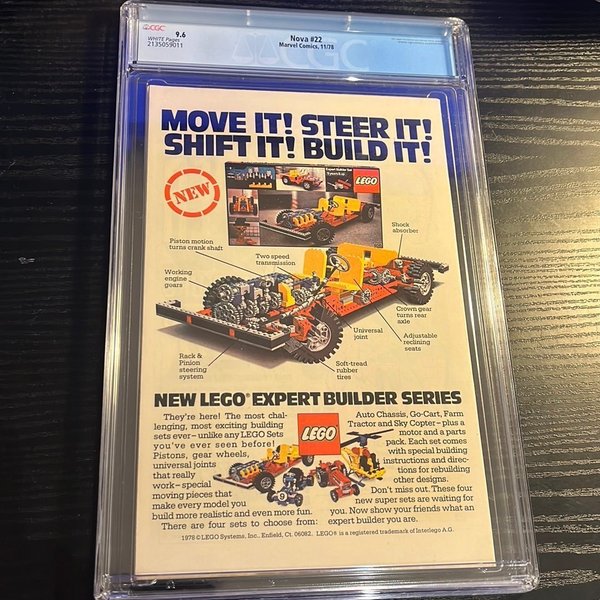 CGC
9.6
WHITE Pages
2135059011
Nova #22
Marvel Comics, 11/78
CGC
MOVE IT! STEER IT!
SHIFT IT! BUILD IT!
NEW
Expert Builder Set
LEGO
Shock
absorber
Piston motion
turns crank shaft
Two speed
transmission
Working
engine
gears
Crown gear
turns rear
axle
Universal
joint
Adjustable
reclining
seats
Rack &
Pinion
steering
system
Soft-tread
rubber
tires
NEW LEGO® EXPERT BUILDER SERIES
They're here! The most chal-
lenging, most exciting building
sets ever–unlike any LEGO Sets
you've ever seen before!
Pistons, gear wheels,
universal joints
that really
work–special
moving pieces that
make every model you
build more realistic and even more fun.
There are four sets to choose from:
LEGO
9
Auto Chassis, Go-Cart, Farm
Tractor and Sky Copter–plus a
motor and a parts
pack. Each set comes
with special building
instructions and direc-
tions for rebuilding
other designs.
Don't miss out. These four
new super sets are waiting for
you. Now show your friends what an
expert builder you are.
1978 © LEGO Systems, Inc., Enfield, Ct. 06082. LEGO® is a registered trademark of Interlego A.G.